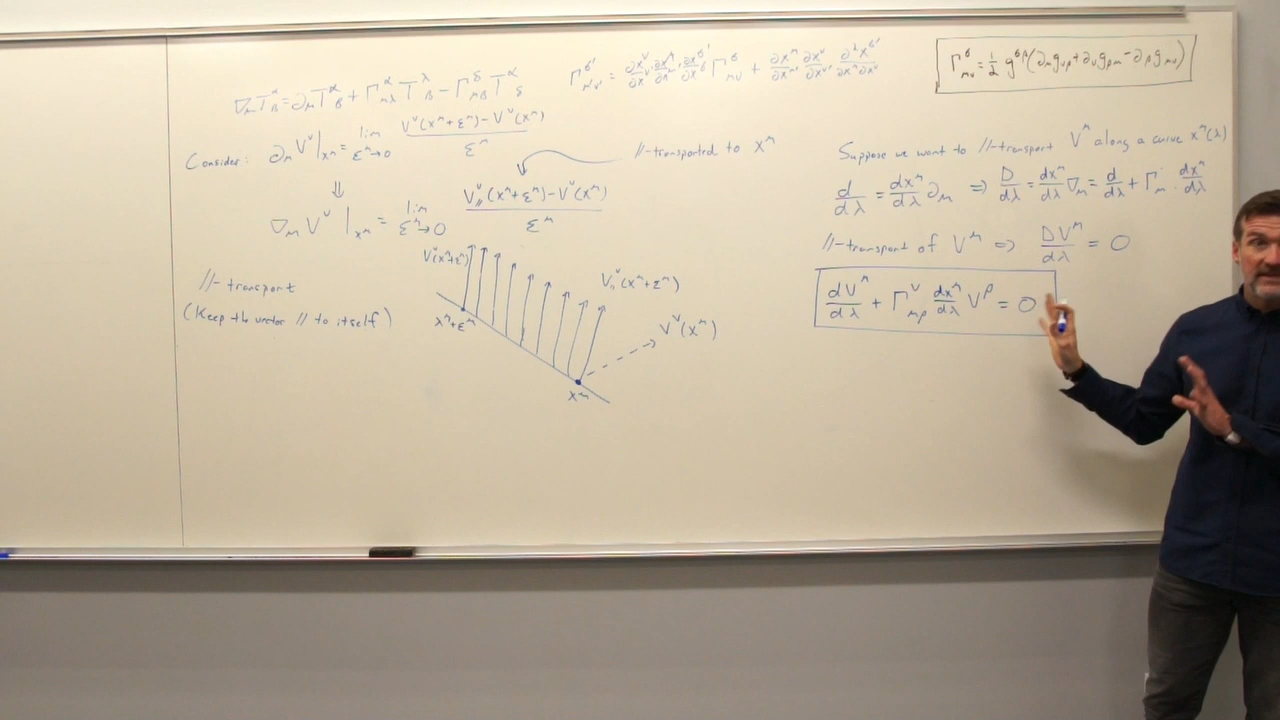 ∇_μ T^α_β = ∂_μ T^α_β + Γ^α_{μλ} T^λ_β − Γ^δ_{μβ} T^α_δ
Γ^{σ'}_{μ'ν'} = ∂x^ν/∂x^{ν'} ∂x^μ/∂x^{μ'} ∂x^{σ'}/∂x^σ Γ^σ_{μν} + ∂x^μ/∂x^{μ'} ∂x^ν/∂x^{ν'} ∂²x^{σ'}/∂x^μ∂x^ν
Γ^σ_{μν} = 1/2 g^{σρ}(∂_μ g_{νρ} + ∂_ν g_{ρμ} − ∂_ρ g_{μν})
Consider: ∂_μ V^ν|_{x^μ} = lim_{ε^μ→0} (V^ν(x^μ+ε^μ) − V^ν(x^μ))/ε^μ
⇓
//-transported to x^μ
∇_μ V^ν|_{x^μ} = lim_{ε^μ→0} (V^ν_{//}(x^μ+ε^μ) − V^ν(x^μ))/ε^μ
//-transport
(Keep the vector // to itself)
V^ν(x^μ+ε^μ)
V^ν_{//}(x^μ+ε^μ)
x^μ+ε^μ
V^ν(x^μ)
x^μ
Suppose we want to //-transport V^μ along a curve x^μ(λ)
d/dλ = dx^μ/dλ ∂_μ ⇒ D/dλ = dx^μ/dλ ∇_μ = d/dλ + Γ^·_{μ·} dx^μ/dλ
//-transport of V^μ ⇒ DV^μ/dλ = 0
dV^ν/dλ + Γ^ν_{μρ} dx^μ/dλ V^ρ = 0